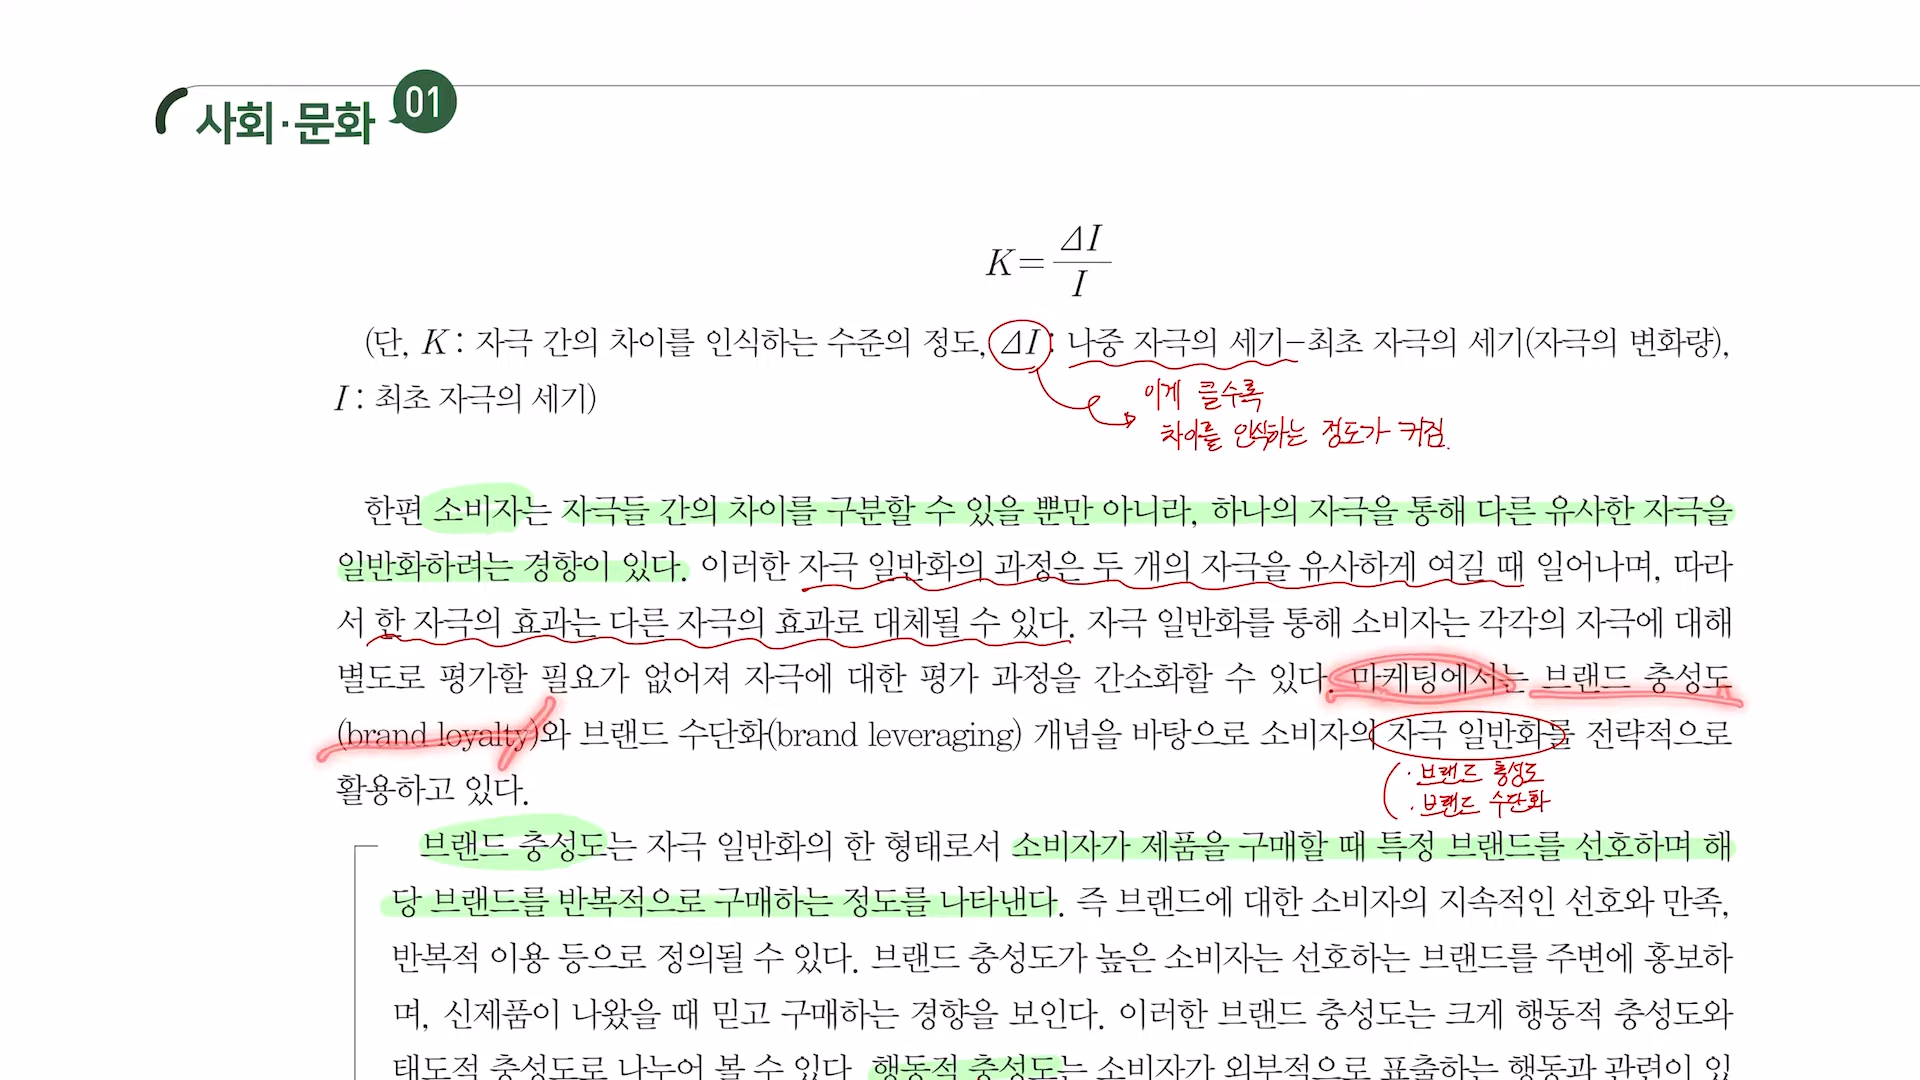 사회·문화 01
K=ΔI/I
(단, K : 자극 간의 차이를 인식하는 수준의 정도, ΔI : 나중 자극의 세기-최초 자극의 세기(자극의 변화량),
I : 최초 자극의 세기)
이게 클수록
차이를 인식하는 정도가 커짐.
한편 소비자는 자극들 간의 차이를 구분할 수 있을 뿐만 아니라, 하나의 자극을 통해 다른 유사한 자극을
일반화하려는 경향이 있다. 이러한 자극 일반화의 과정은 두 개의 자극을 유사하게 여길 때 일어나며, 따라
서 한 자극의 효과는 다른 자극의 효과로 대체될 수 있다. 자극 일반화를 통해 소비자는 각각의 자극에 대해
별도로 평가할 필요가 없어져 자극에 대한 평가 과정을 간소화할 수 있다. 마케팅에서는 브랜드 충성도
(brand loyalty)와 브랜드 수단화(brand leveraging) 개념을 바탕으로 소비자의 자극 일반화를 전략적으로
활용하고 있다.
· 브랜드 충성도
· 브랜드 수단화
브랜드 충성도는 자극 일반화의 한 형태로서 소비자가 제품을 구매할 때 특정 브랜드를 선호하며 해
당 브랜드를 반복적으로 구매하는 정도를 나타낸다. 즉 브랜드에 대한 소비자의 지속적인 선호와 만족,
반복적 이용 등으로 정의될 수 있다. 브랜드 충성도가 높은 소비자는 선호하는 브랜드를 주변에 홍보하
며, 신제품이 나왔을 때 믿고 구매하는 경향을 보인다. 이러한 브랜드 충성도는 크게 행동적 충성도와
태도적 충성도로 나누어 볼 수 있다. 행동적 충성도는 소비자가 외부적으로 표출하는 행동과 관련이 있